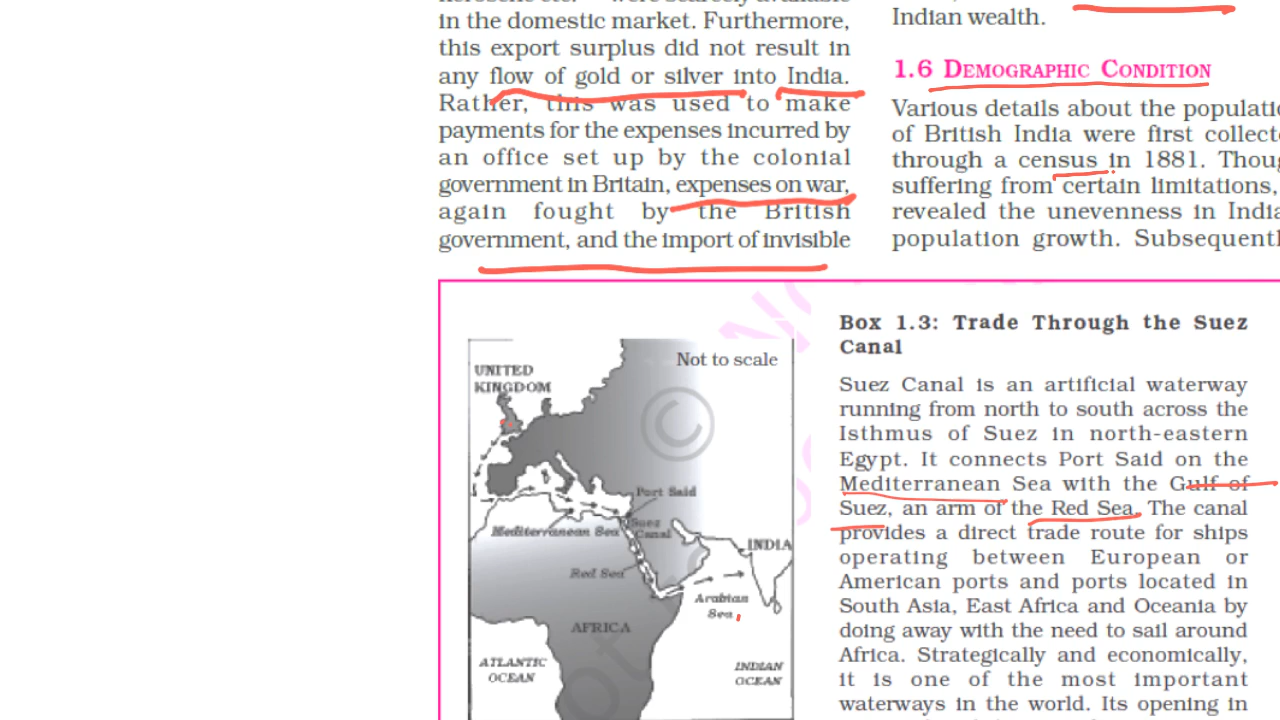 in the domestic market. Furthermore,
this export surplus did not result in
any flow of gold or silver into India.
Rather, this was used to make
payments for the expenses incurred by
an office set up by the colonial
government in Britain, expenses on war,
again fought by the British
government, and the import of invisible
Indian wealth.
1.6 DEMOGRAPHIC CONDITION
Various details about the populati
of British India were first collect
through a census in 1881. Thoug
suffering from certain limitations,
revealed the unevenness in India
population growth. Subsequentl
Not to scale
UNITED
KINGDOM
Port Said
Mediterranean Sea
Suez
Canal
INDIA
Red Sea
Arabian
Sea
AFRICA
ATLANTIC
OCEAN
INDIAN
OCEAN
©
Box 1.3: Trade Through the Suez
Canal
Suez Canal is an artificial waterway
running from north to south across the
Isthmus of Suez in north-eastern
Egypt. It connects Port Said on the
Mediterranean Sea with the Gulf of
Suez, an arm of the Red Sea. The canal
provides a direct trade route for ships
operating between European or
American ports and ports located in
South Asia, East Africa and Oceania by
doing away with the need to sail around
Africa. Strategically and economically,
it is one of the most important
waterways in the world. Its opening in